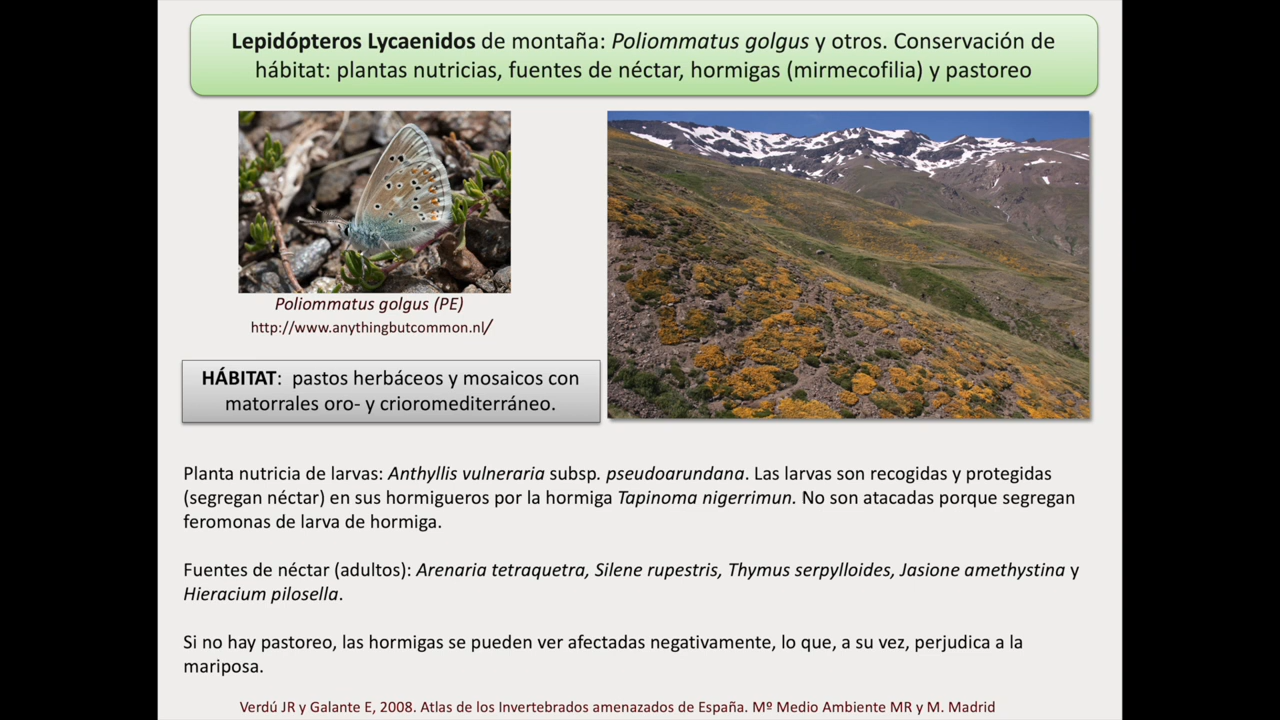 Lepidópteros Lycaenidos de montaña: Poliommatus golgus y otros. Conservación de
hábitat: plantas nutricias, fuentes de néctar, hormigas (mirmecofilia) y pastoreo
Poliommatus golgus (PE)
http://www.anythingbutcommon.nl/
HÁBITAT: pastos herbáceos y mosaicos con
matorrales oro- y crioromediterráneo.
Planta nutricia de larvas: Anthyllis vulneraria subsp. pseudoarundana. Las larvas son recogidas y protegidas
(segregan néctar) en sus hormigueros por la hormiga Tapinoma nigerrimun. No son atacadas porque segregan
feromonas de larva de hormiga.
Fuentes de néctar (adultos): Arenaria tetraquetra, Silene rupestris, Thymus serpylloides, Jasione amethystina y
Hieracium pilosella.
Si no hay pastoreo, las hormigas se pueden ver afectadas negativamente, lo que, a su vez, perjudica a la
mariposa.
Verdú JR y Galante E, 2008. Atlas de los Invertebrados amenazados de España. Mº Medio Ambiente MR y M. Madrid